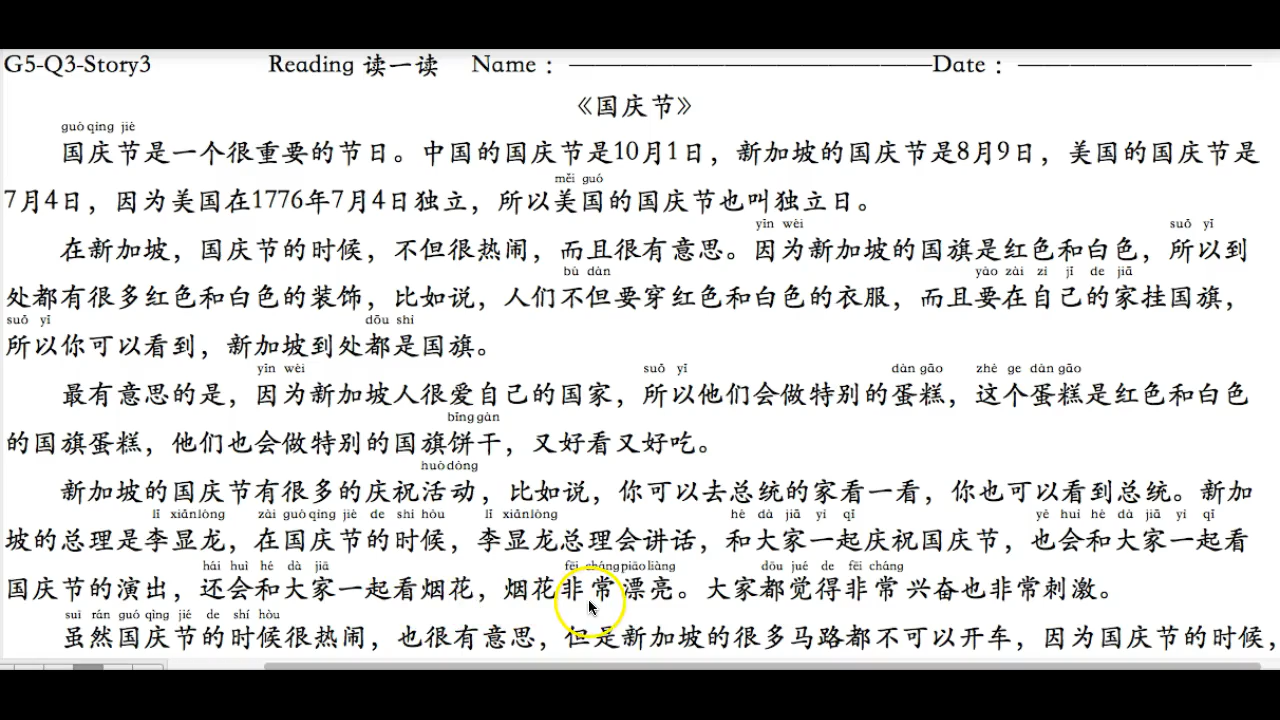 G5-Q3-Story3 Reading 读一读 Name： Date：
《国庆节》
guò qíng jiè
国庆节是一个很重要的节日。中国的国庆节是10月1日，新加坡的国庆节是8月9日，美国的国庆节是
měi guó
7月4日，因为美国在1776年7月4日独立，所以美国的国庆节也叫独立日。
yīn wèi suǒ yǐ
在新加坡，国庆节的时候，不但很热闹，而且很有意思。因为新加坡的国旗是红色和白色，所以到
bù dàn yào zài zì jǐ de jiā
处都有很多红色和白色的装饰，比如说，人们不但要穿红色和白色的衣服，而且要在自己的家挂国旗，
suǒ yǐ dōu shì
所以你可以看到，新加坡到处都是国旗。
yīn wèi suǒ yǐ dàn gāo zhè ge dàn gāo
最有意思的是，因为新加坡人很爱自己的国家，所以他们会做特别的蛋糕，这个蛋糕是红色和白色
bǐng gàn
的国旗蛋糕，他们也会做特别的国旗饼干，又好看又好吃。
huó dòng
新加坡的国庆节有很多的庆祝活动，比如说，你可以去总统的家看一看，你也可以看到总统。新加
lǐ xiǎn lóng zài guó qìng jié de shí hòu lǐ xiǎn lóng hé dà jiā yì qǐ yě huì hé dà jiā yì qǐ
坡的总理是李显龙，在国庆节的时候，李显龙总理会讲话，和大家一起庆祝国庆节，也会和大家一起看
hái huì hé dà jiā fēi cháng piāo liàng dōu jué de fēi cháng
国庆节的演出，还会和大家一起看烟花，烟花非常漂亮。大家都觉得非常兴奋也非常刺激。
suì rán guó qìng jié de shí hòu
虽然国庆节的时候很热闹，也很有意思，但是新加坡的很多马路都不可以开车，因为国庆节的时候，